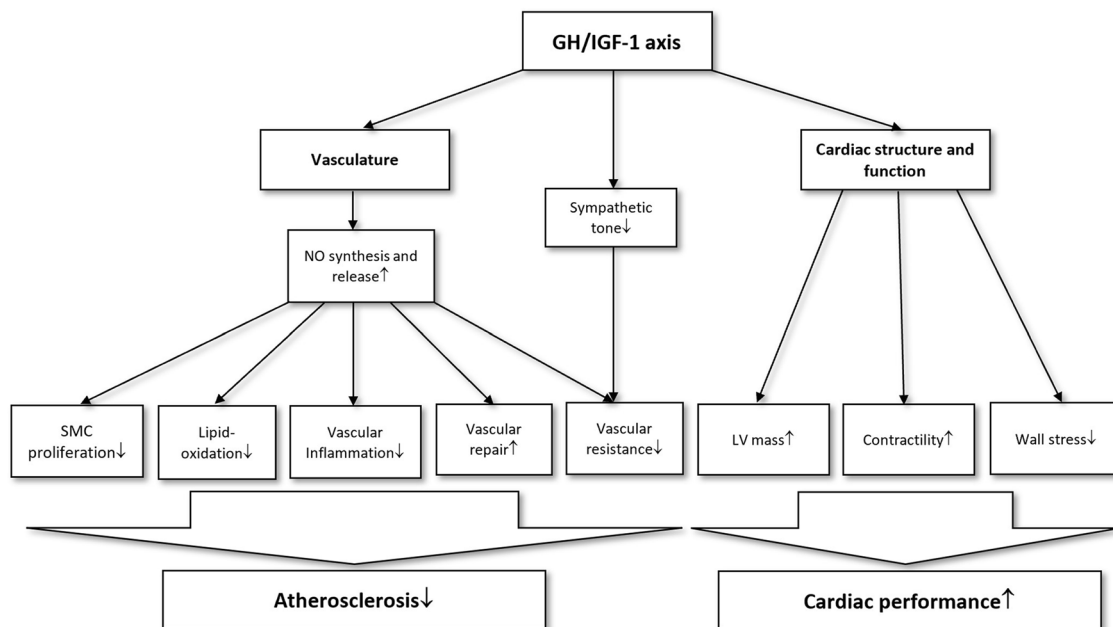 GH/IGF-1 axis
Vasculature
Cardiac structure and
function
Sympathetic
tone↓
NO synthesis and
release↑
SMC
proliferation↓
Lipid-
oxidation↓
Vascular
Inflammation↓
Vascular
repair↑
Vascular
resistance↓
LV mass↑
Contractility↑
Wall stress↓
Atherosclerosis↓
Cardiac performance↑